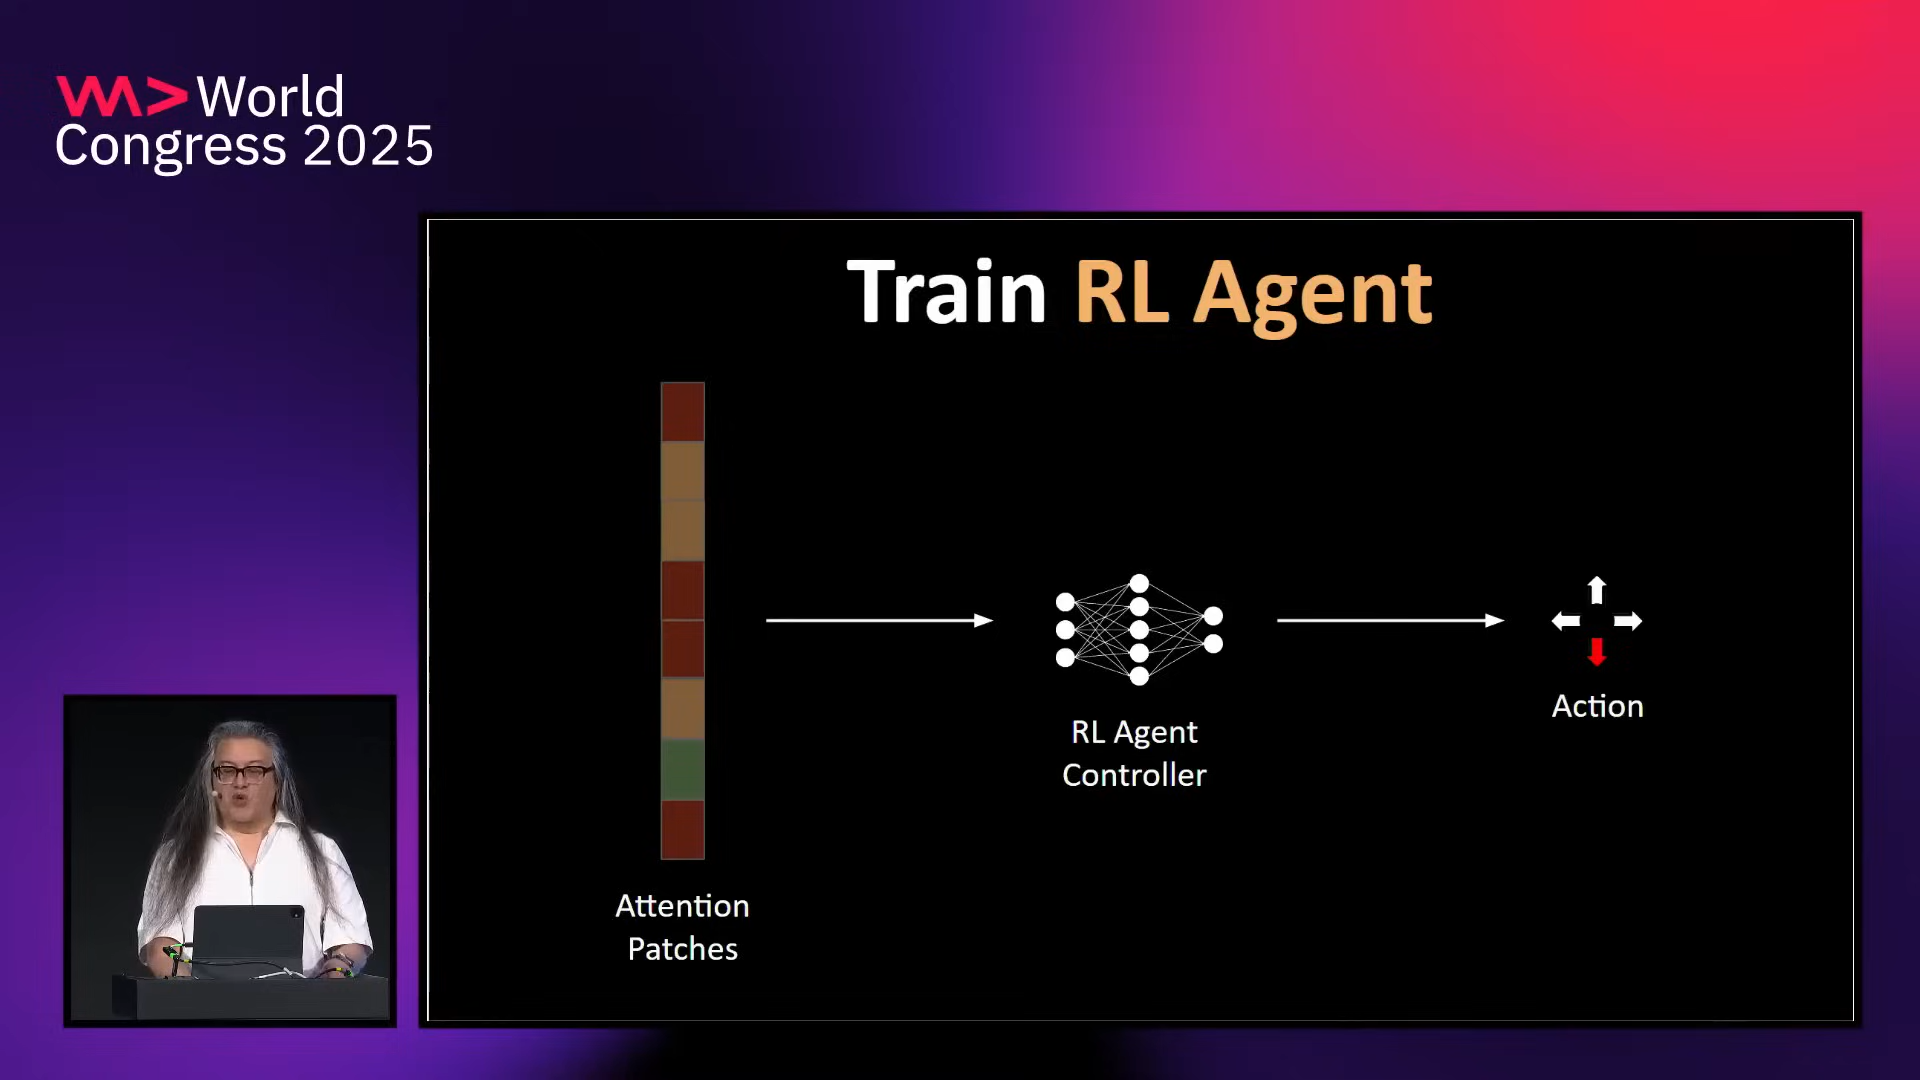 World
Congress 2025
Train RL Agent
RL Agent
Controller
Action
Attention
Patches